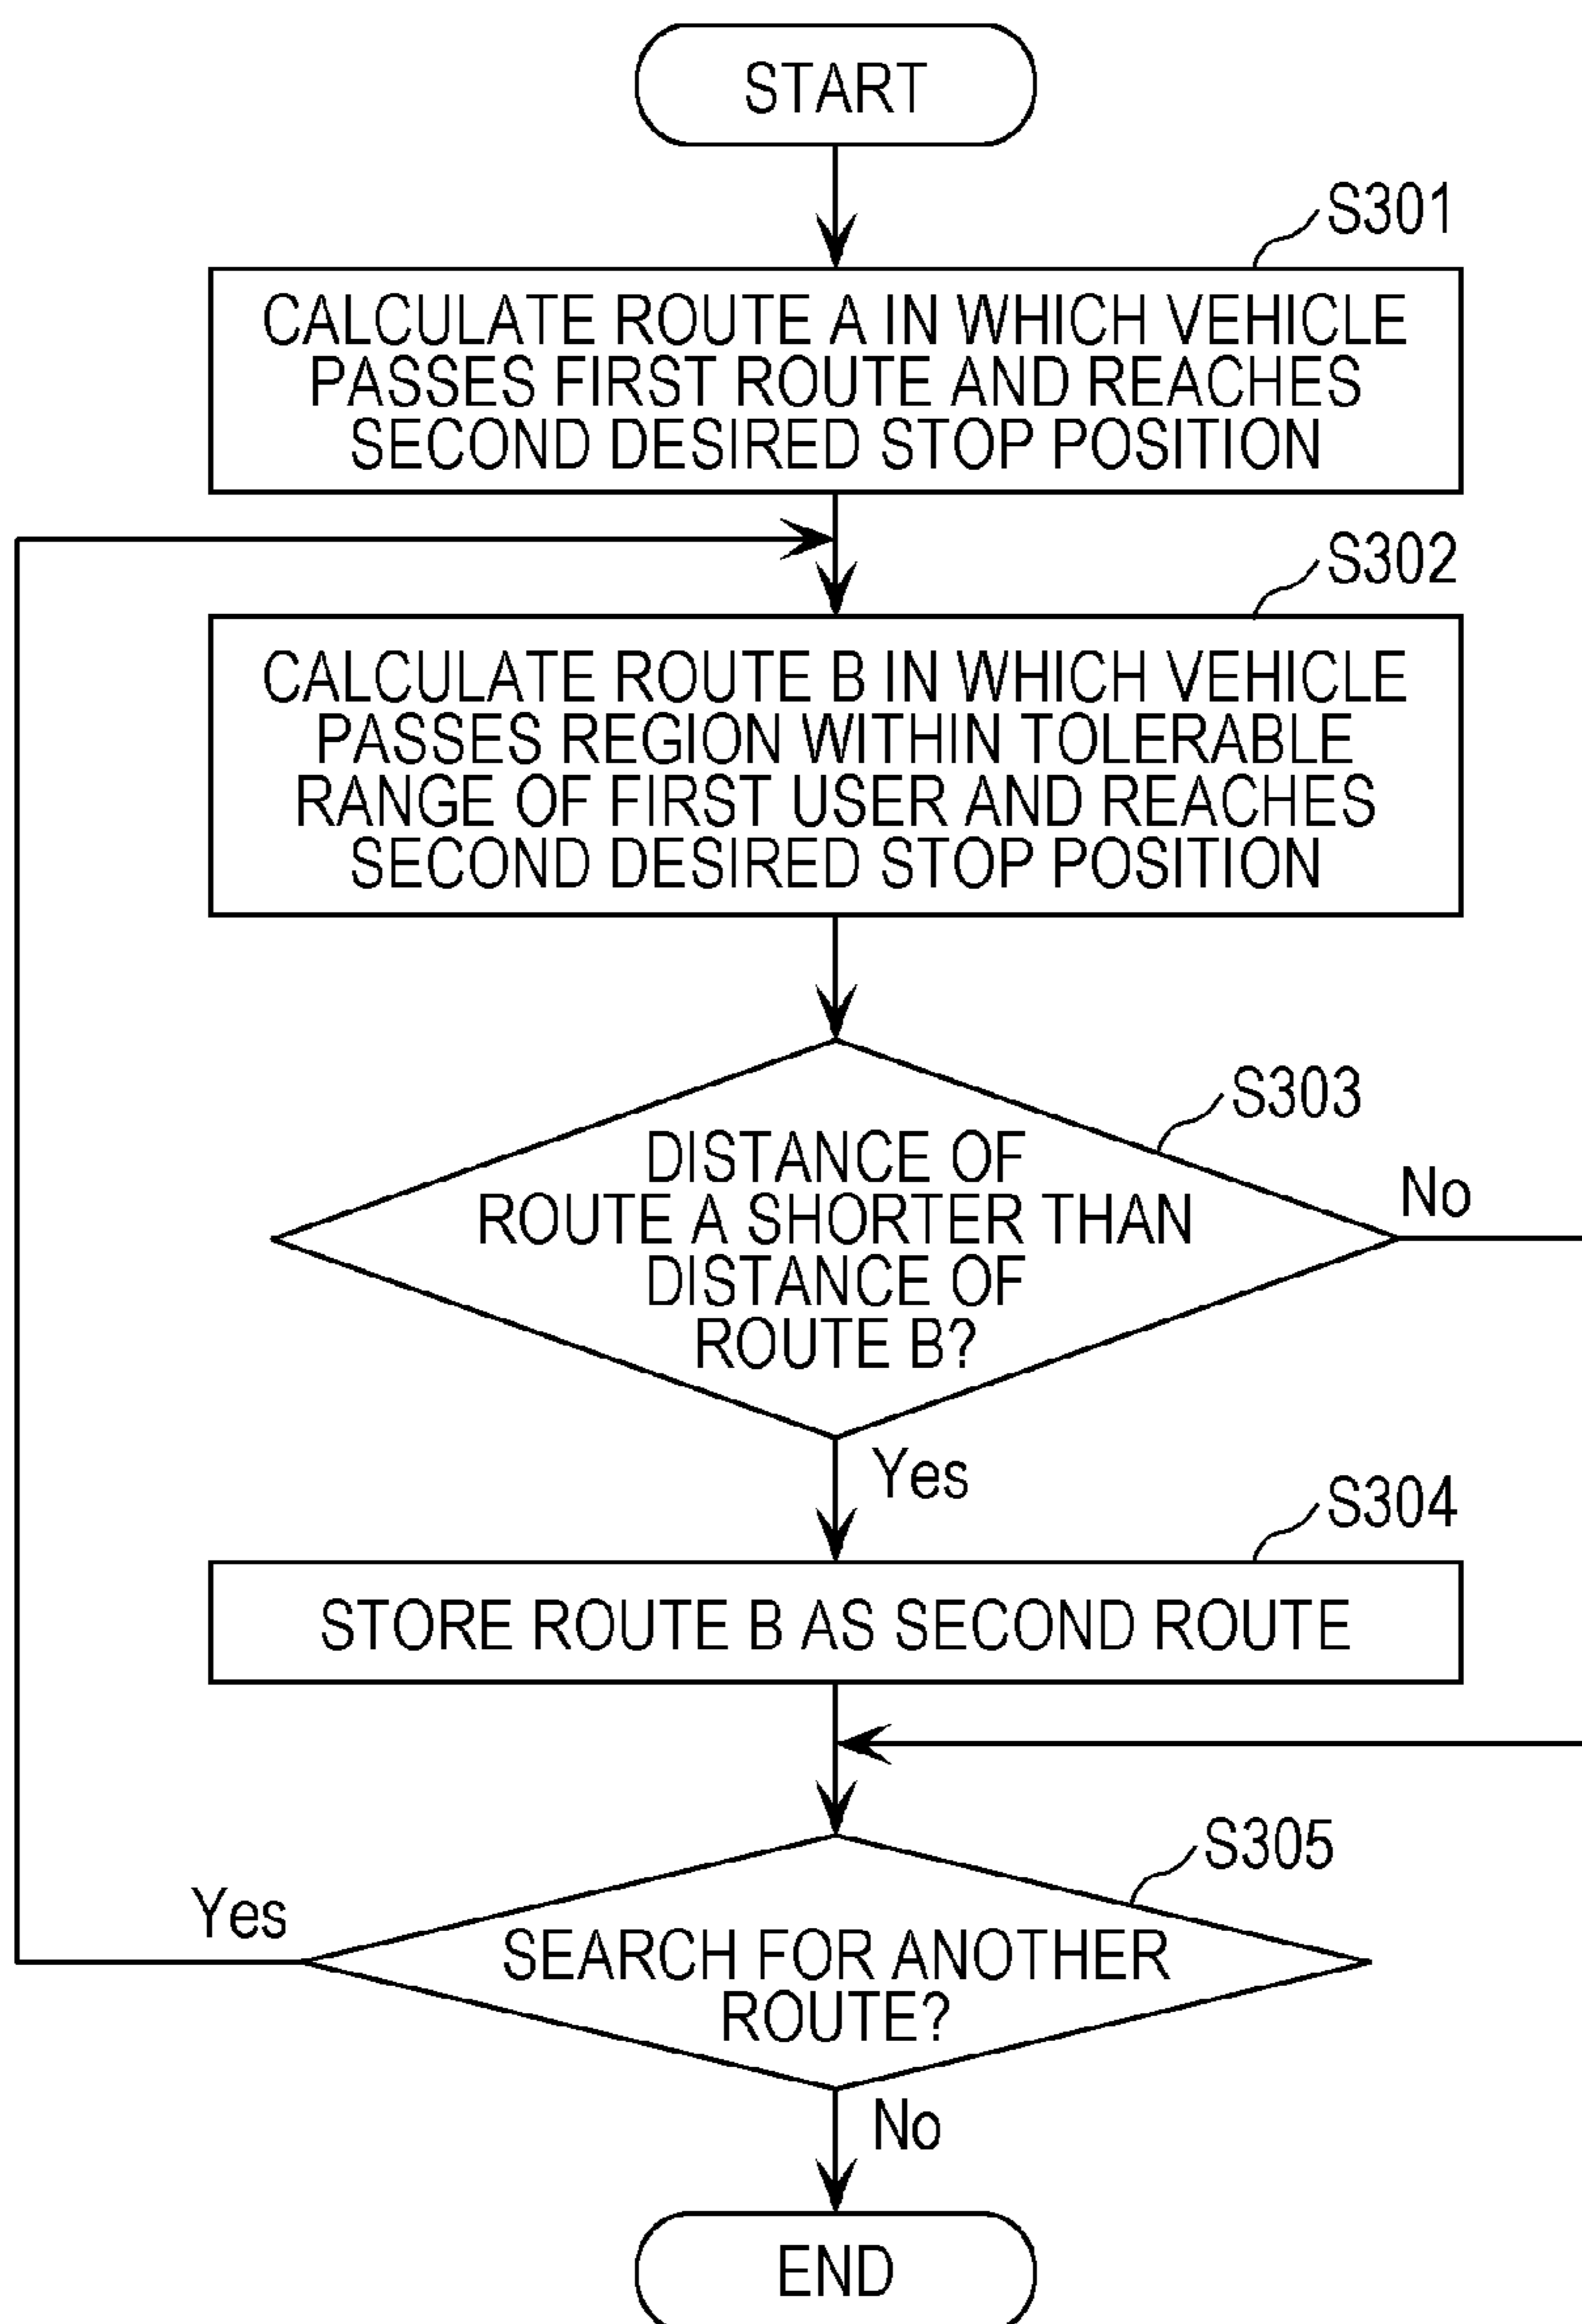 START
S301
CALCULATE ROUTE A IN WHICH VEHICLE
PASSES FIRST ROUTE AND REACHES
SECOND DESIRED STOP POSITION
S302
CALCULATE ROUTE B IN WHICH VEHICLE
PASSES REGION WITHIN TOLERABLE
RANGE OF FIRST USER AND REACHES
SECOND DESIRED STOP POSITION
S303
DISTANCE OF
ROUTE A SHORTER THAN
DISTANCE OF
ROUTE B?
No
Yes
S304
STORE ROUTE B AS SECOND ROUTE
S305
Yes
SEARCH FOR ANOTHER
ROUTE?
No
END